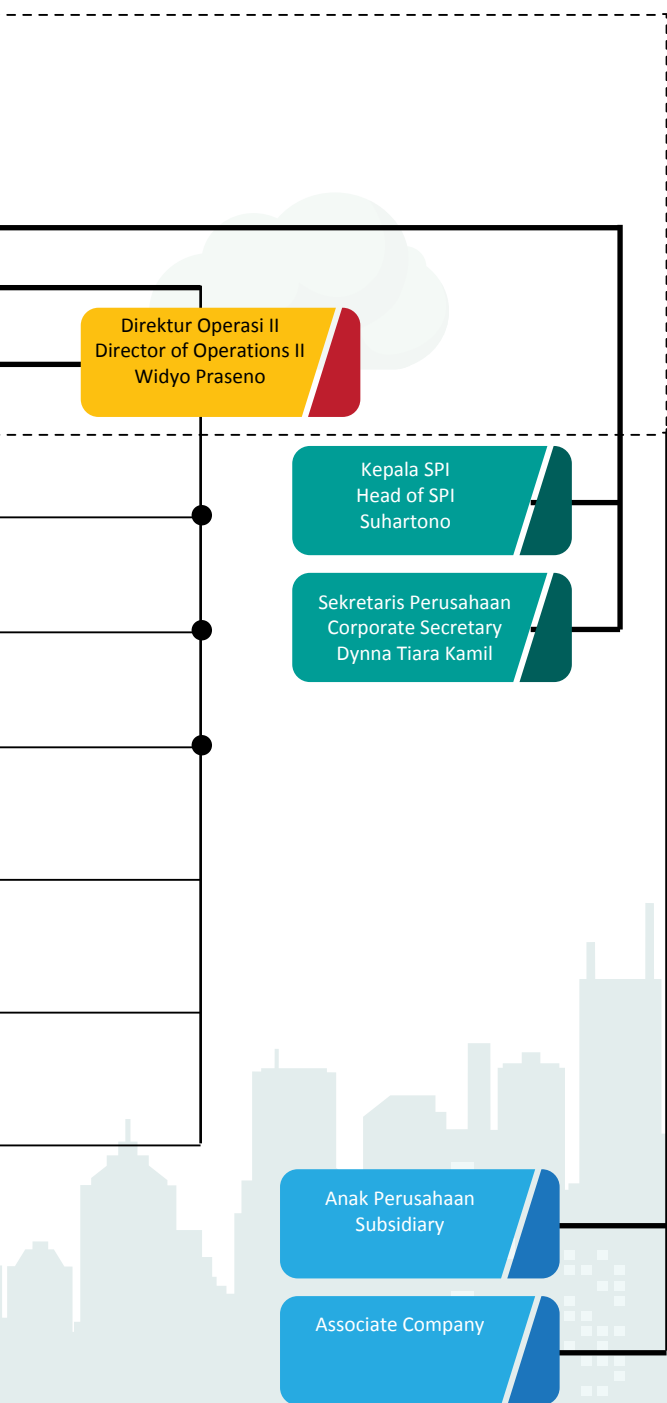 Direktur Operasi II
Director of Operations II
Widyo Praseno
Kepala SPI
Head of SPI
Suhartono
Sekretaris Perusahaan
Corporate Secretary
Dynna Tiara Kamil
Anak Perusahaan
Subsidiary
Associate Company